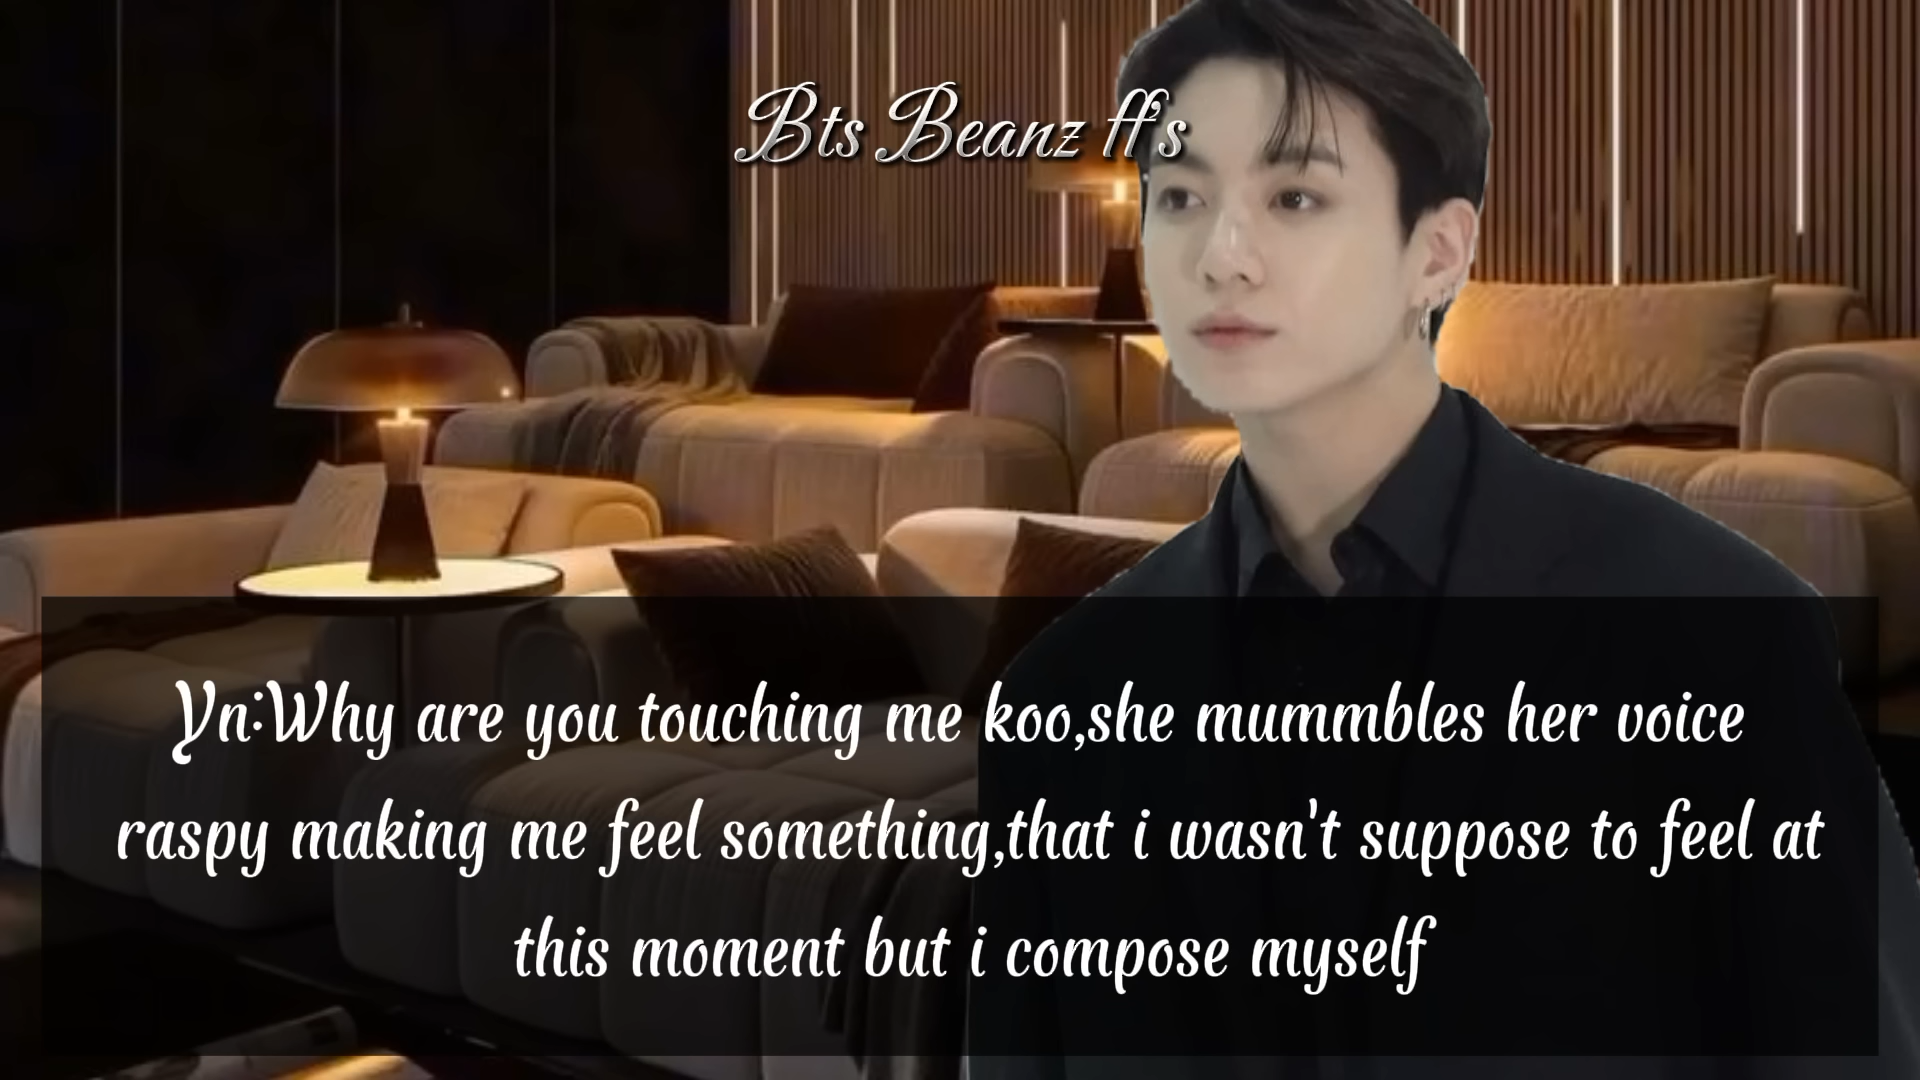 Bts Beanz ff's
Yn:Why are you touching me koo,she mummbles her voice
raspy making me feel something,that i wasn't suppose to feel at
this moment but i compose myself